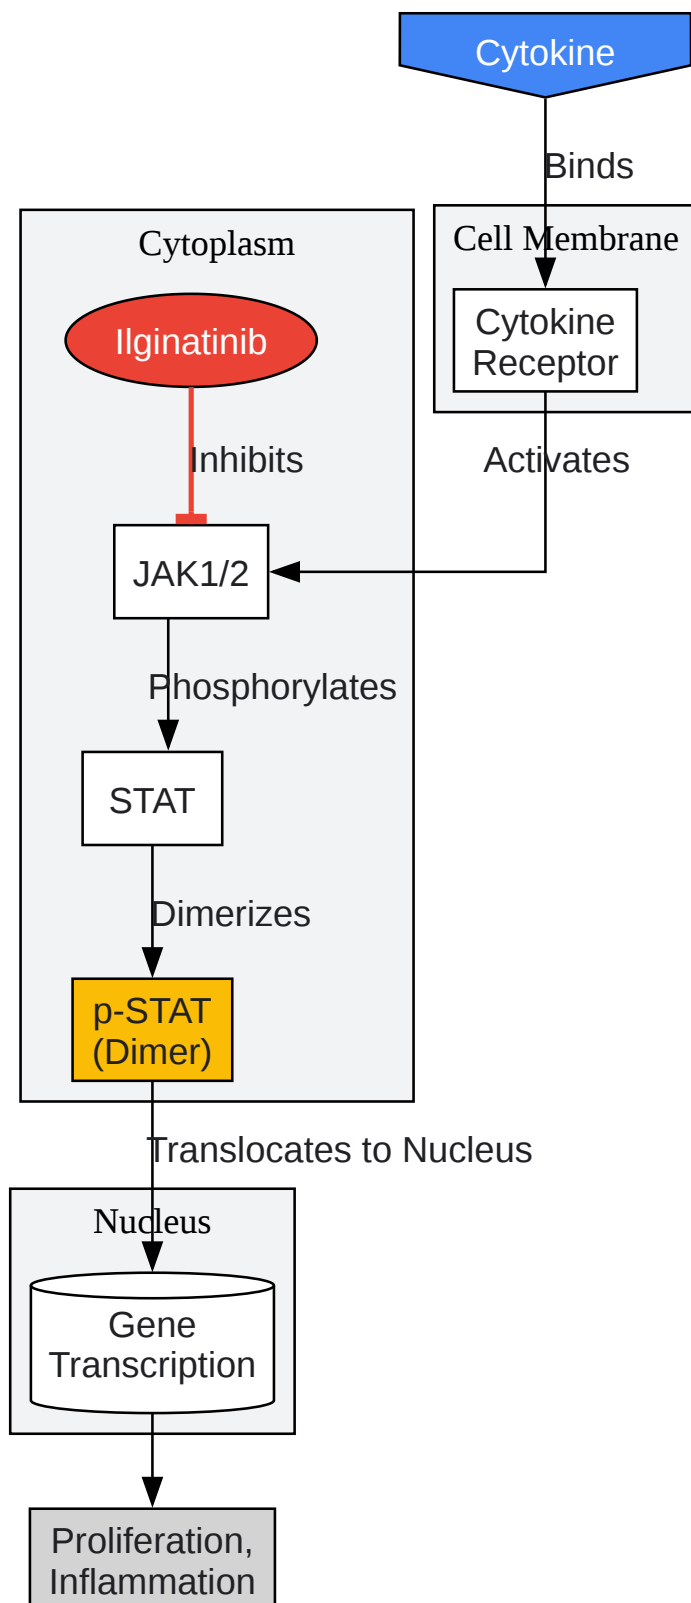 Cytokine
Binds
Cell Membrane
Cytokine
Receptor
Activates
Cytoplasm
Ilginatinib
Inhibits
JAK1/2
Phosphorylates
STAT
Dimerizes
p-STAT
(Dimer)
Translocates to Nucleus
Nucleus
Gene
Transcription
Proliferation,
Inflammation